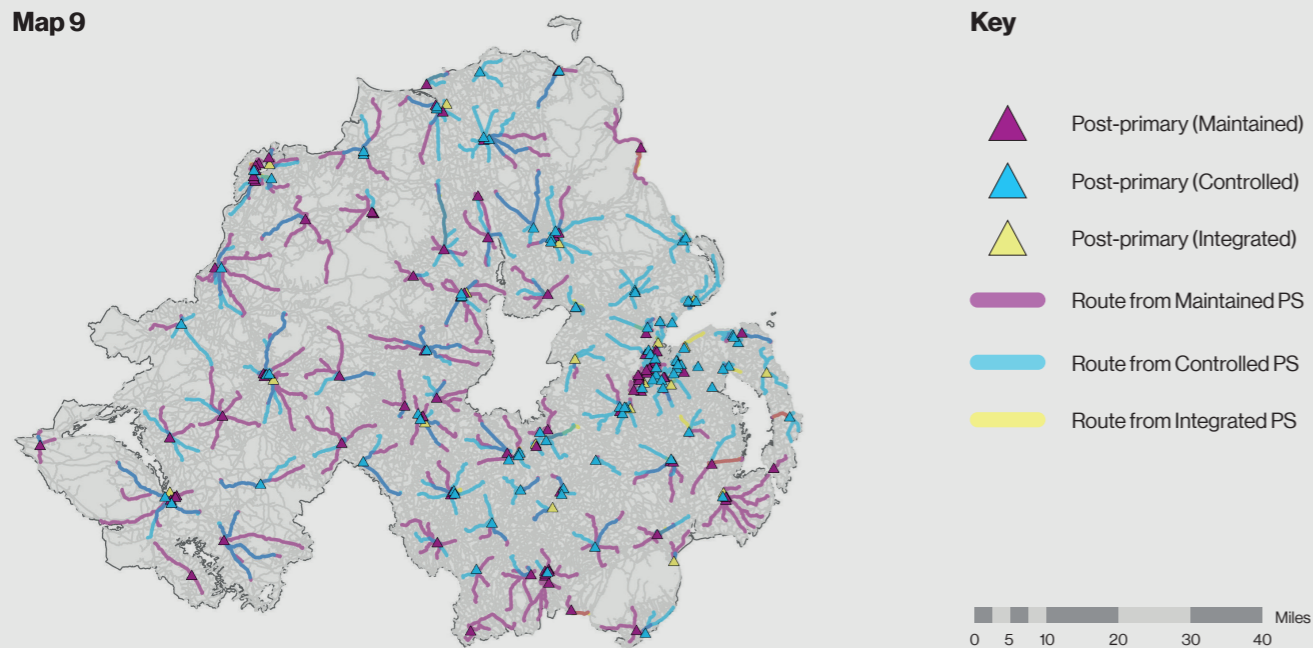 Map 9
Key
Post-primary (Maintained)
Post-primary (Controlled)
Post-primary (Integrated)
Route from Maintained PS
Route from Controlled PS
Route from Integrated PS
Miles
0 5 10 20 30 40